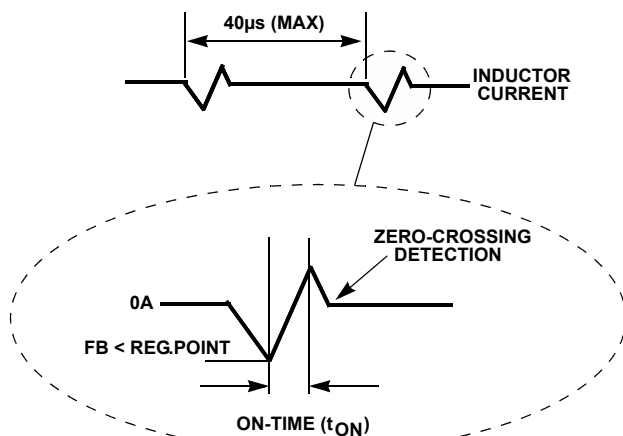 40µs (MAX)
INDUCTOR
CURRENT
ZERO-CROSSING
DETECTION
0A
FB < REG.POINT
ON-TIME (tON)